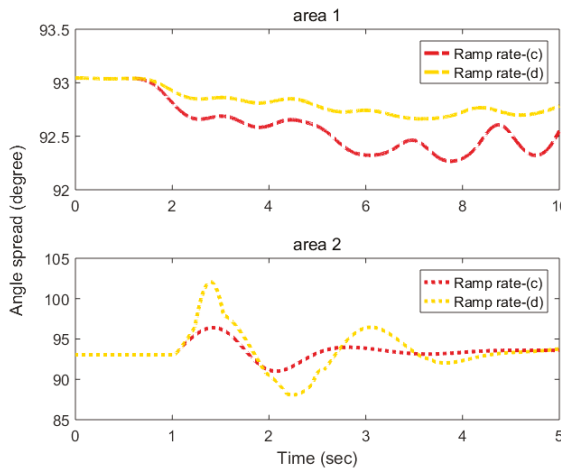 area 1
93.5
93
92.5
92
Ramp rate-(c)
Ramp rate-(d)
0 2 4 6 8 10
Angle spread (degree)
area 2
105
100
95
90
85
Ramp rate-(c)
Ramp rate-(d)
0 1 2 3 4 5
Time (sec)